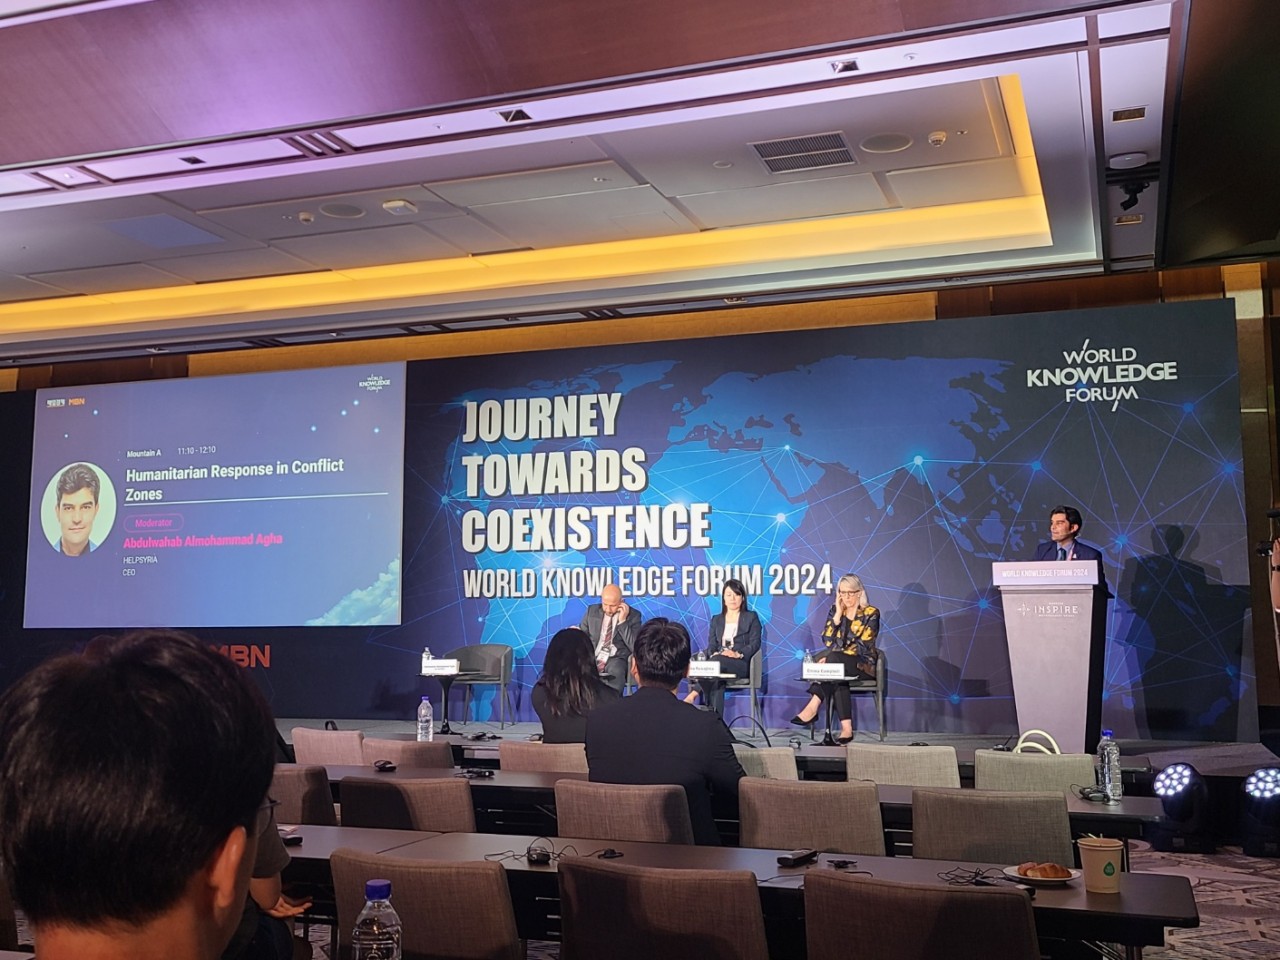 WORLD
KNOWLEDGE
FORUM
MBN
Mountain A 11:10 - 12:10
Humanitarian Response in Conflict
Zones
Moderator
Abdulwahab Almohammad Agha
HELPSYRIA
CEO
JOURNEY
TOWARDS
COEXISTENCE
WORLD KNOWLEDGE FORUM 2024
WORLD
KNOWLEDGE
FORUM
MBN
WORLD KNOWLEDGE FORUM 2024
INSPIRE